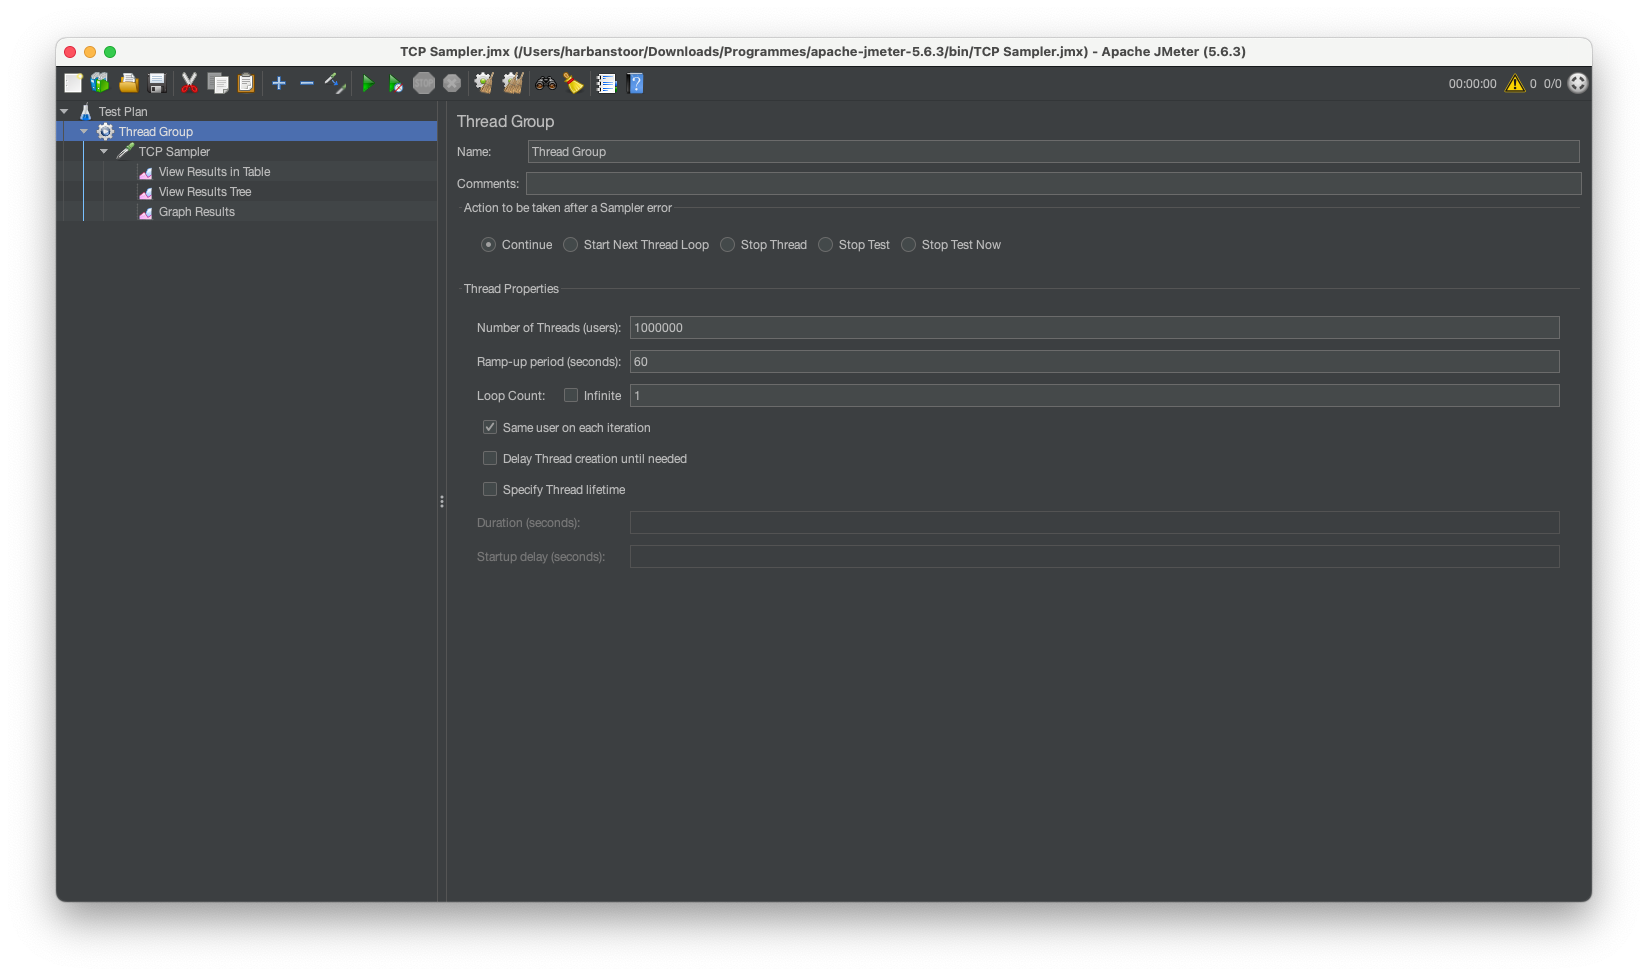 TCP Sampler.jmx (/Users/harbanstoor/Downloads/Programmes/apache-jmeter-5.6.3/bin/TCP Sampler.jmx) - Apache JMeter (5.6.3)
STOP
00:00:00 0 0/0
Test Plan
Thread Group
TCP Sampler
View Results in Table
View Results Tree
Graph Results
Thread Group
Name: Thread Group
Comments:
Action to be taken after a Sampler error
Continue Start Next Thread Loop Stop Thread Stop Test Stop Test Now
Thread Properties
Number of Threads (users): 1000000
Ramp-up period (seconds): 60
Loop Count: Infinite 1
Same user on each iteration
Delay Thread creation until needed
Specify Thread lifetime
Duration (seconds):
Startup delay (seconds):